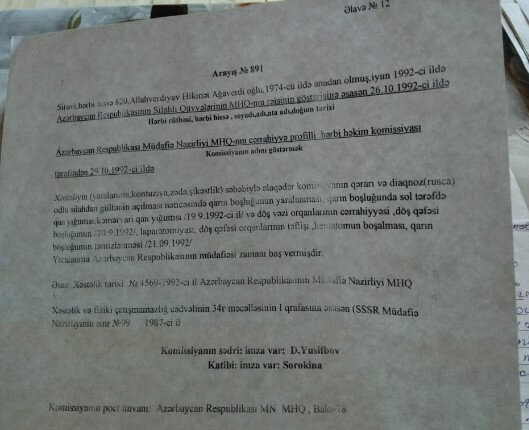 Əlavə № 12
Arayış № 891
Sıravi, hərbi hissə 820, Allahverdiyev Hikmət Ağaverdi oğlu, 1974-cü ildə anadan olmuş, iyun 1992-ci ildə
Azərbaycan Respublikasının Silahlı Qüvvələrinin MHQ-nın rəisinin göstərişinə əsasən 26.10.1992-ci ildə
Hərbi rütbəsi, hərbi hissə, soyadı, adı, ata adı, doğum tarixi
Azərbaycan Respublikası Müdafiə Nazirliyi MHQ-nın cərrahiyyə profilli hərbi həkim komissiyası
Komissiyanın adını göstərmək
tərəfindən 29.10.1992-ci ildə
Xəstəliyin (yaralanma, kontuziya, zədə, şikəstlik) səbəbiylə əlaqədar komissiyanın qərarı və diaqnoz(rusca)
odlu silahdan güllənin açılması nəticəsində qarın boşluğunun yaralanması, qarın boşluğunda sol tərəfdə
qan yığıntısı, kəmərvari qan yığıntısı /19.9.1992-ci il/ və döş vəzi orqanlarının cərrahiyyəsi, döş qəfəsi
boşluğunun /20.9.1992/, laparatomiyası, döş qəfəsi orqanlarının təftişi, hematomun boşalması, qarın
boşluğunun təmizlənməsi /21.09.1992/
Yaralanma Azərbaycan Respublikasının müdafiəsi zamanı baş vermişdir.
Əsas: Xəstəlik tarixi № 4569-1992-ci il Azərbaycan Respublikasının Müdafiə Nazirliyi MHQ
Xəstəlik və fiziki çatışmamazlığ cədvəlinin 34r məcəlləsinin I qrafasına əsasən (SSSR Müdafiə
Nazirliyinin əmr №99 1987-ci il
Komissiyanın sədri: imza var: D.Yusifbov
Katibi: imza var: Sorokina
Komissiyanın poçt ünvanı: Azərbaycan Respublikası MN MHQ, Bakı-78